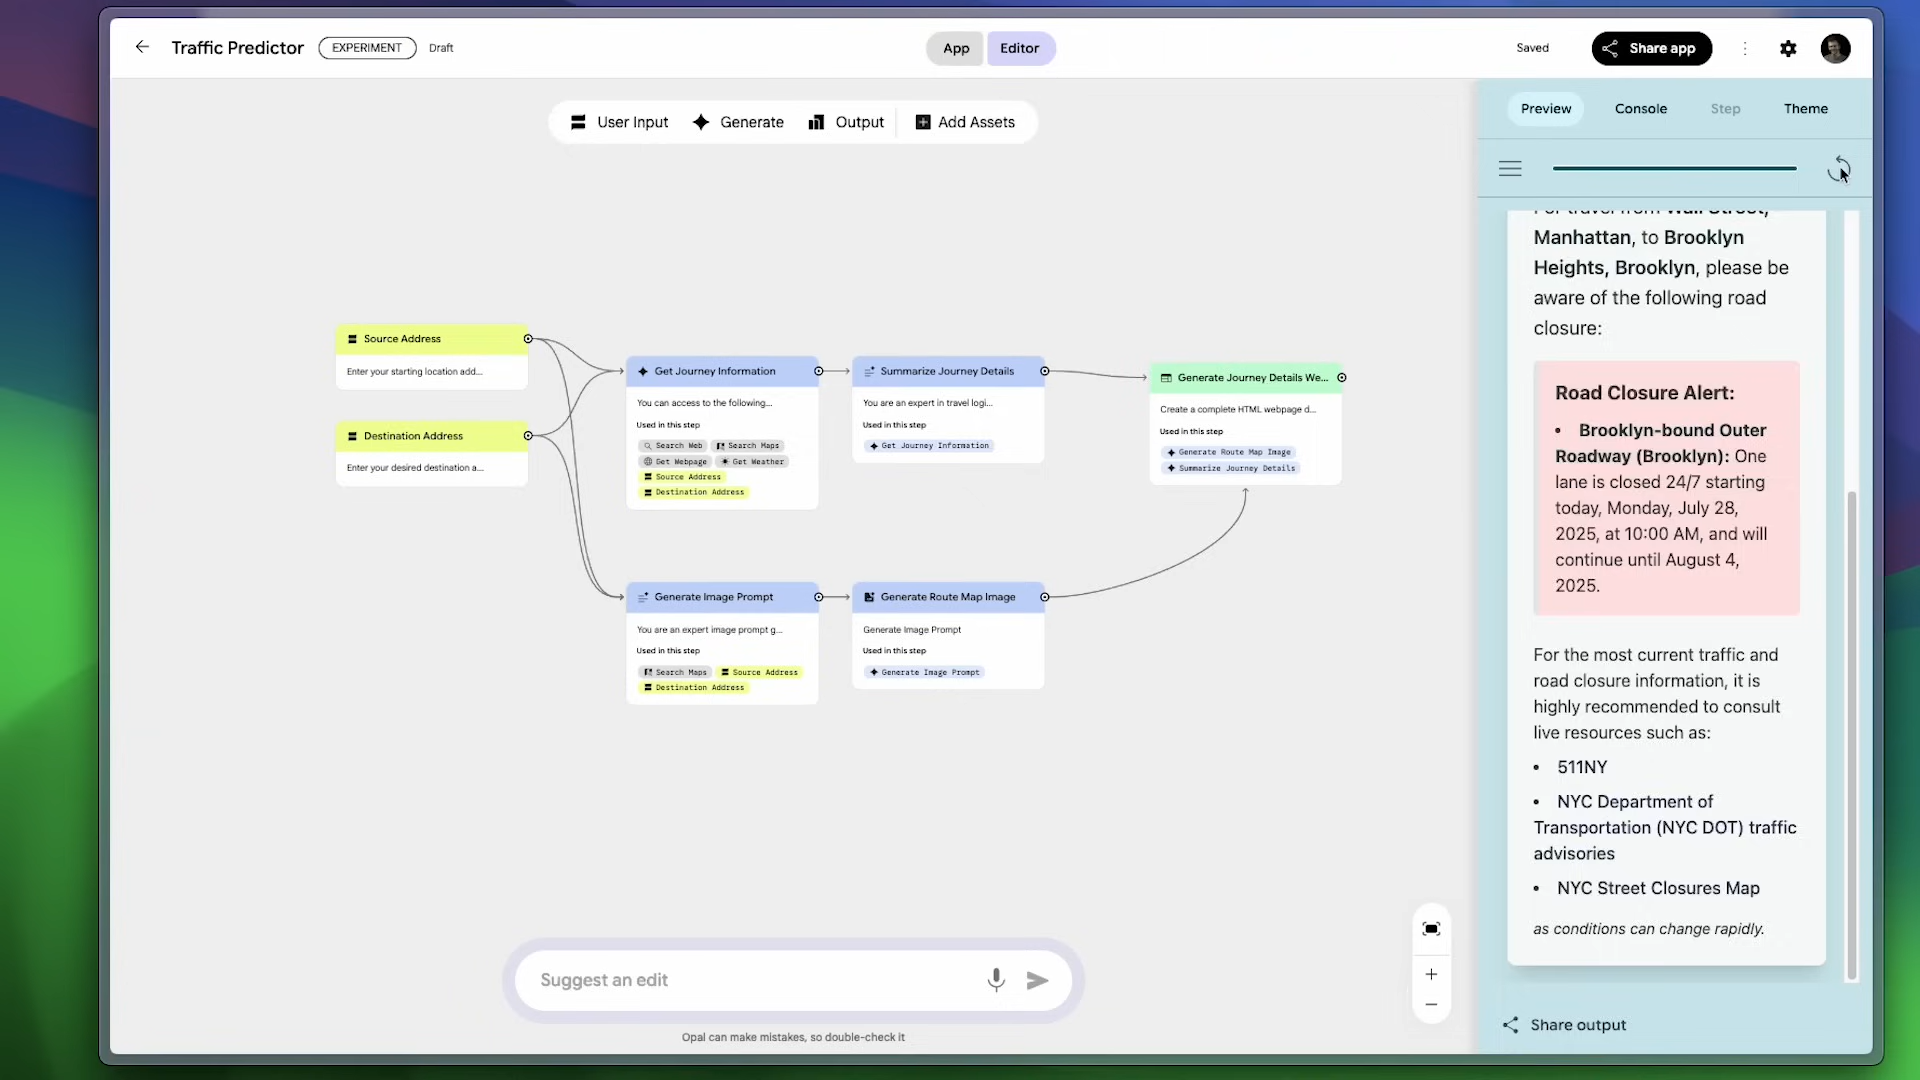 Traffic Predictor
EXPERIMENT
Draft
App
Editor
Saved
Share app
User Input
Generate
Output
Add Assets
Preview
Console
Step
Theme
Source Address
Enter your starting location add...
Destination Address
Enter your desired destination a...
Get Journey Information
You can access to the following...
Used in this step
Search Web
Search Maps
Get Webpage
Get Weather
Source Address
Destination Address
Summarize Journey Details
You are an expert in travel logi...
Used in this step
Get Journey Information
Generate Journey Details We...
Create a complete HTML webpage d...
Used in this step
Generate Route Map Image
Summarize Journey Details
Generate Image Prompt
You are an expert image prompt g...
Used in this step
Search Maps
Source Address
Destination Address
Generate Route Map Image
Generate Image Prompt
Used in this step
Generate Image Prompt
Suggest an edit
Opal can make mistakes, so double-check it
For travel from Wall Street,
Manhattan, to Brooklyn
Heights, Brooklyn, please be
aware of the following road
closure:
Road Closure Alert:
• Brooklyn-bound Outer
Roadway (Brooklyn): One
lane is closed 24/7 starting
today, Monday, July 28,
2025, at 10:00 AM, and will
continue until August 4,
2025.
For the most current traffic and
road closure information, it is
highly recommended to consult
live resources such as:
• 511NY
• NYC Department of
Transportation (NYC DOT) traffic
advisories
• NYC Street Closures Map
as conditions can change rapidly.
Share output